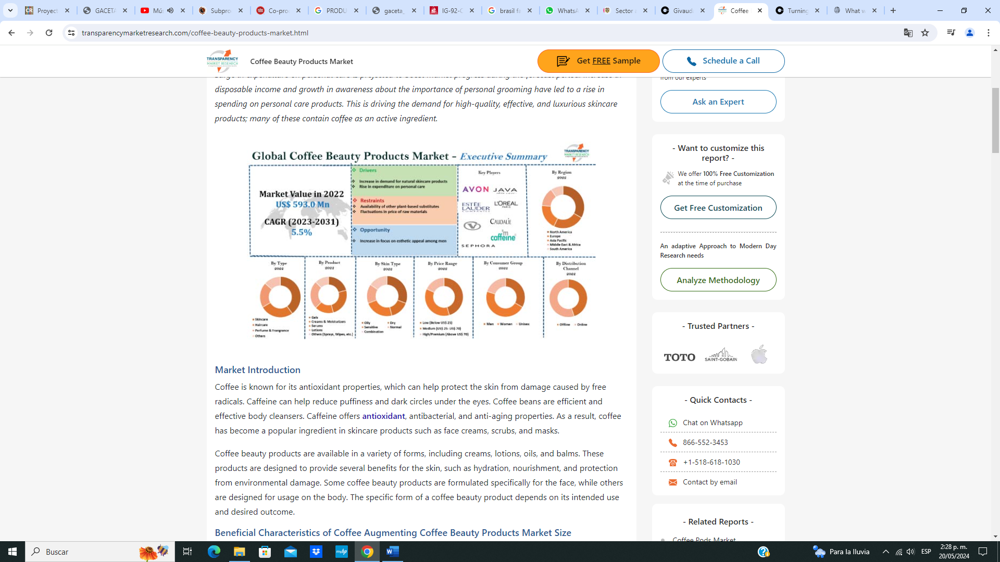 Proyect
GACETA
Mús
Subpro
Co-pro
PRODU
gaceta_
IG-92-C
brasil fa
WhatsA
Sector a
Givaud
Coffee
Turning
What w
transparencymarketresearch.com/coffee-beauty-products-market.html
TRANSPARENCY
MARKET RESEARCH
Coffee Beauty Products Market
Get FREE Sample
Schedule a Call
disposable income and growth in awareness about the importance of personal grooming have led to a rise in
spending on personal care products. This is driving the demand for high-quality, effective, and luxurious skincare
products; many of these contain coffee as an active ingredient.
Global Coffee Beauty Products Market - Executive Summary
TRANSPARENCY
Market Value in 2022
US$ 593.0 Mn
CAGR (2023-2031)
5.5%
Drivers
Increase in demand for natural skincare products
Rise in expenditure on personal care
Restraints
Availability of other plant-based substitutes
Fluctuations in price of raw materials
Opportunity
Increase in focus on esthetic appeal among men
Key Players
AVON JAVA
ESTĒE
LAUDER
COMPANIES
L'ORÉAL
PARIS
CAUDALÍE
m
caffeine
SEPHORA
By Region
2022
North America
Europe
Asia Pacific
Middle East & Africa
South America
By Type
2022
Skincare
Haircare
Perfume & Frangrance
Others
By Product
2022
Gels
Creams & Moisturizers
Serums
Lotions
Others (Sprays, Wipes, etc.)
By Skin Type
2022
Oily
Dry
Sensitive
Normal
Combination
By Price Range
2022
Low (Below US$ 25)
Medium (US$ 25- US$ 70)
High/Premium (Above US$ 70)
By Consumer Group
2022
Men Women Unisex
By Distribution
Channel
2022
Offline Online
Market Introduction
Coffee is known for its antioxidant properties, which can help protect the skin from damage caused by free
radicals. Caffeine can help reduce puffiness and dark circles under the eyes. Coffee beans are efficient and
effective body cleansers. Caffeine offers antioxidant, antibacterial, and anti-aging properties. As a result, coffee
has become a popular ingredient in skincare products such as face creams, scrubs, and masks.
Coffee beauty products are available in a variety of forms, including creams, lotions, oils, and balms. These
products are designed to provide several benefits for the skin, such as hydration, nourishment, and protection
from environmental damage. Some coffee beauty products are formulated specifically for the face, while others
are designed for usage on the body. The specific form of a coffee beauty product depends on its intended use
and desired outcome.
Beneficial Characteristics of Coffee Augmenting Coffee Beauty Products Market Size
from our experts
Ask an Expert
- Want to customize this
report? -
We offer 100% Free Customization
at the time of purchase
Get Free Customization
An adaptive Approach to Modern Day
Research needs
Analyze Methodology
- Trusted Partners -
TOTO
SAINT-GOBAIN
- Quick Contacts -
Chat on Whatsapp
866-552-3453
+1-518-618-1030
Contact by email
- Related Reports -
Coffee Pods Market
Buscar
Para la lluvia
ESP
2:28 p. m.
20/05/2024